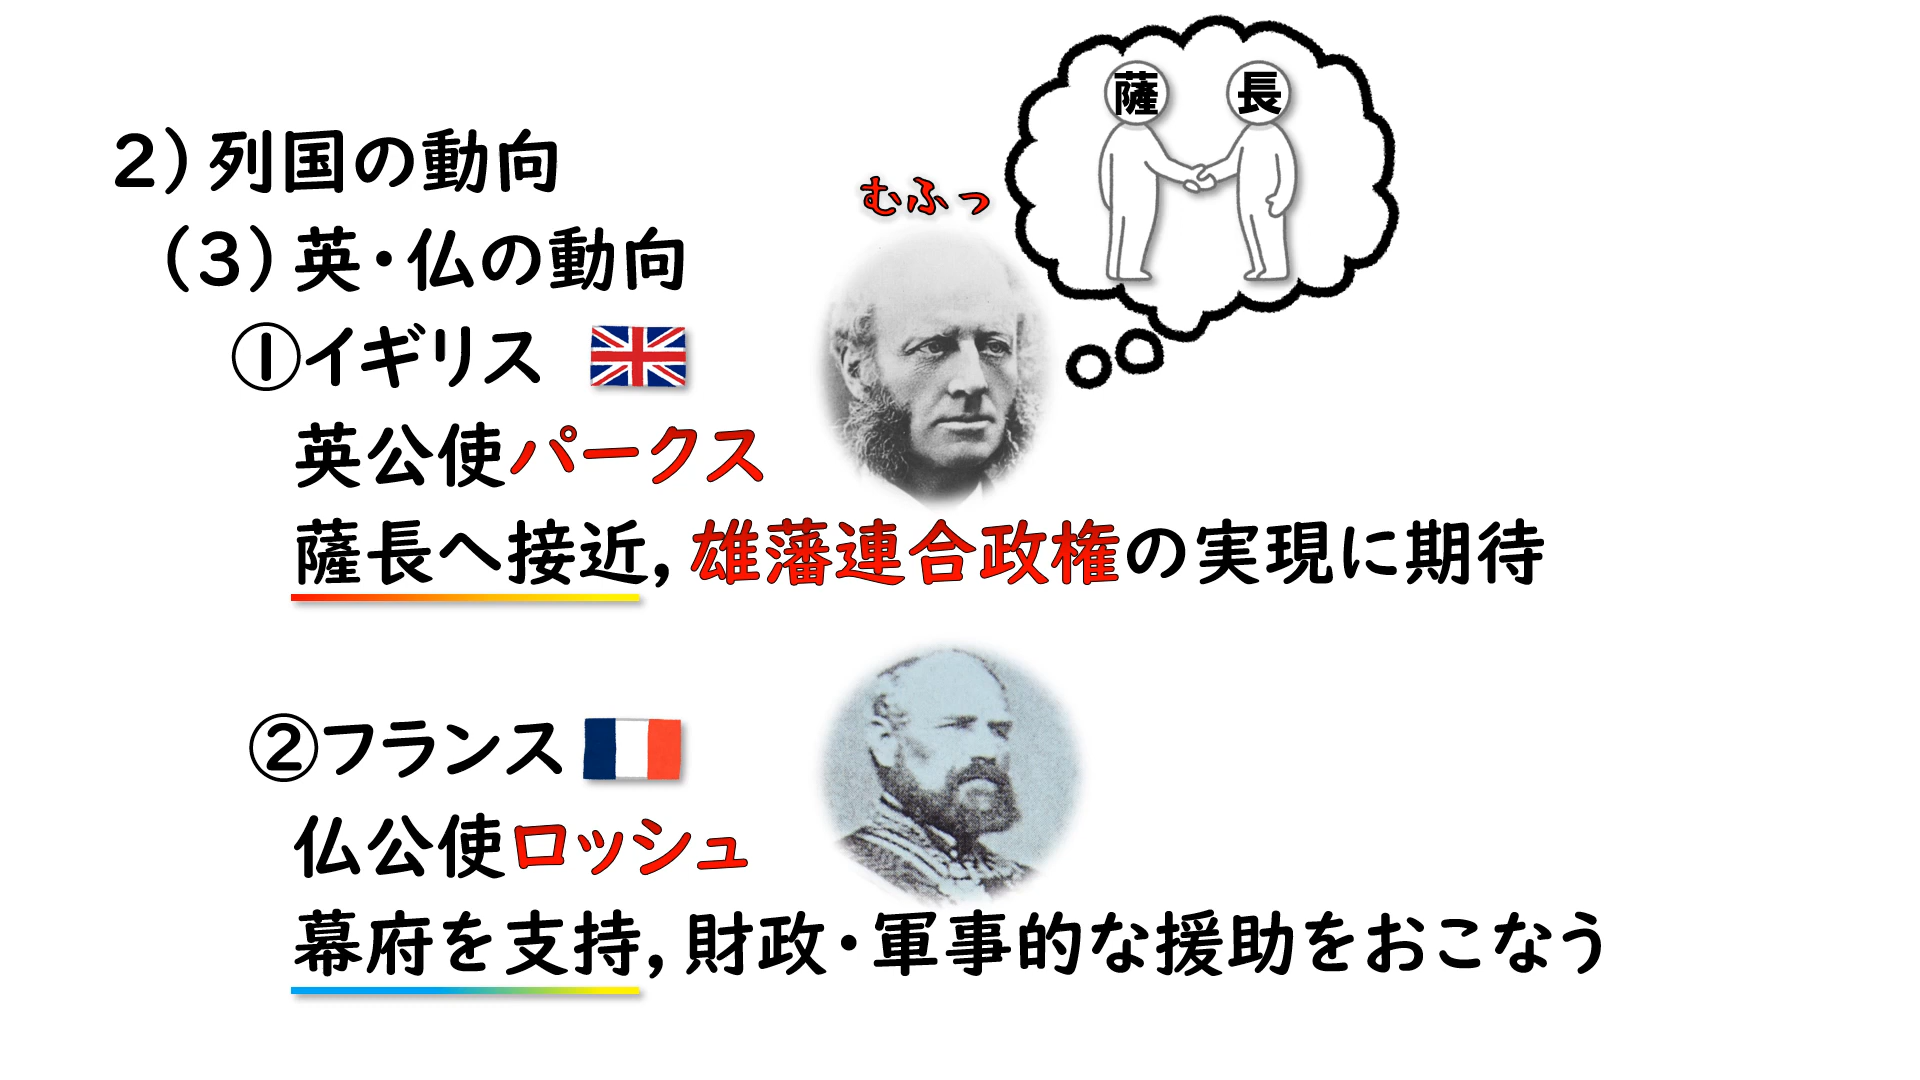 薩 長
2）列国の動向
むふっ
（3）英・仏の動向
①イギリス
英公使パークス
薩長へ接近，雄藩連合政権の実現に期待
②フランス
仏公使ロッシュ
幕府を支持，財政・軍事的な援助をおこなう